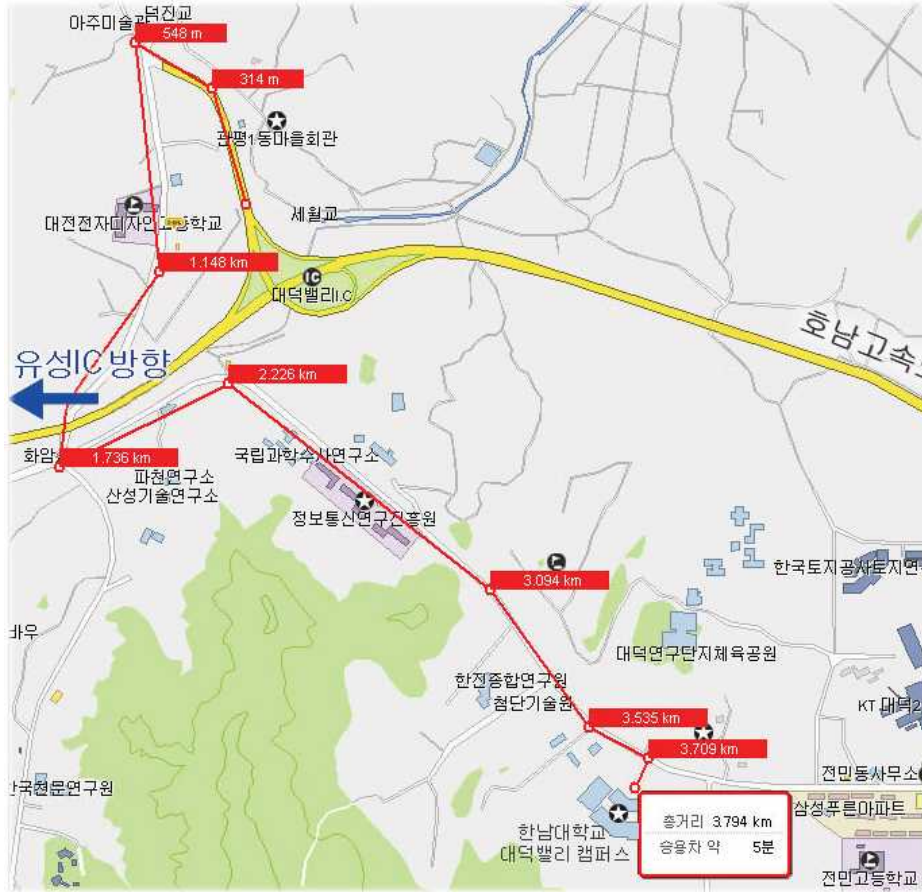 덕진교
아주미술관
548 m
314 m
관평1동마을회관
세월교
대전전자디자인고등학교
1.148 km
IC
대덕밸리I.C
호남고속
유성IC 방향
2.226 km
화암
1.736 km
국립과학수사연구소
파천연구소
산성기술연구소
정보통신연구진흥원
3.094 km
한국토지공사토지연
바우
대덕연구단지체육공원
한진종합연구원
첨단기술원
3.535 km
KT 대덕2
3.709 km
전민동사무소
한국천문연구원
총거리 3.794 km
승용차 약 5분
삼성푸른아파트
한남대학교
대덕밸리 캠퍼스
전민고등학교